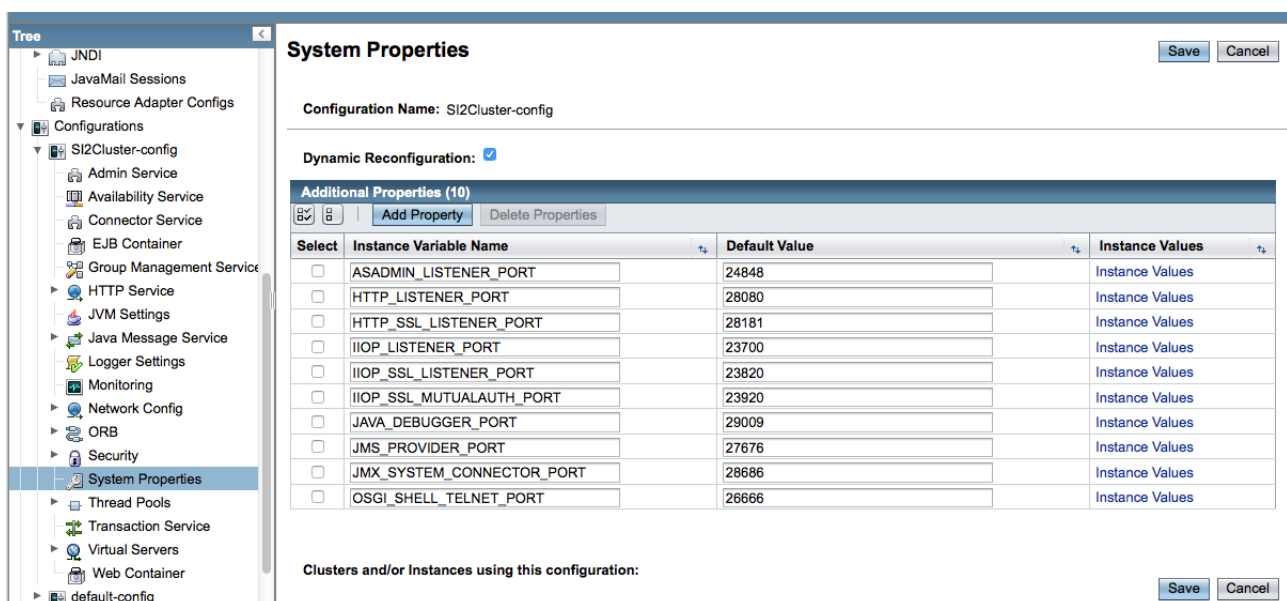 Tree
JNDI
JavaMail Sessions
Resource Adapter Configs
Configurations
SI2Cluster-config
Admin Service
Availability Service
Connector Service
EJB Container
Group Management Service
HTTP Service
JVM Settings
Java Message Service
Logger Settings
Monitoring
Network Config
ORB
Security
System Properties
Thread Pools
Transaction Service
Virtual Servers
Web Container
default-config
System Properties
Save Cancel
Configuration Name: SI2Cluster-config
Dynamic Reconfiguration:
Additional Properties (10)
Add Property Delete Properties
Select Instance Variable Name Default Value Instance Values
ASADMIN_LISTENER_PORT 24848 Instance Values
HTTP_LISTENER_PORT 28080 Instance Values
HTTP_SSL_LISTENER_PORT 28181 Instance Values
IIOP_LISTENER_PORT 23700 Instance Values
IIOP_SSL_LISTENER_PORT 23820 Instance Values
IIOP_SSL_MUTUALAUTH_PORT 23920 Instance Values
JAVA_DEBUGGER_PORT 29009 Instance Values
JMS_PROVIDER_PORT 27676 Instance Values
JMX_SYSTEM_CONNECTOR_PORT 28686 Instance Values
OSGI_SHELL_TELNET_PORT 26666 Instance Values
Clusters and/or Instances using this configuration:
Save Cancel